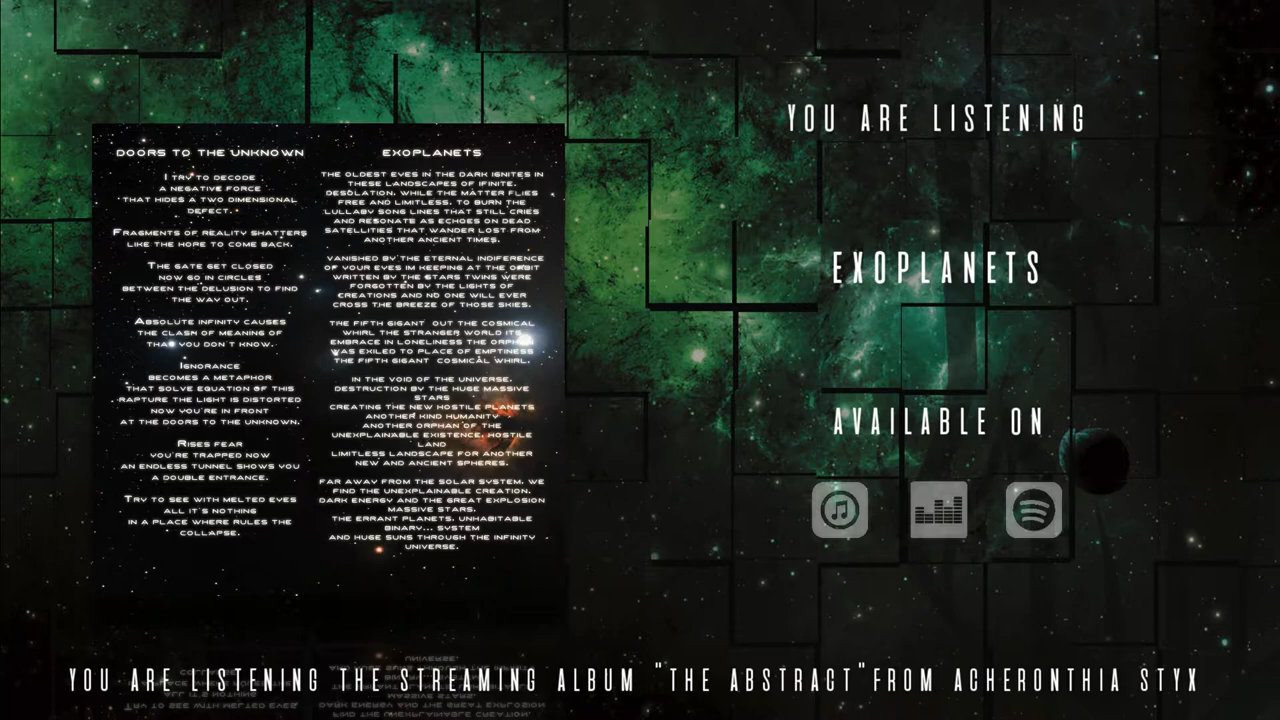 DOORS TO THE UNKNOWN
I TRY TO DECODE
A NEGATIVE FORCE
THAT HIDES A TWO DIMENSIONAL
DEFECT.
FRAGMENTS OF REALITY SHATTERS
LIKE THE HOPE TO COME BACK.
THE GATE GET CLOSED
NOW GO IN CIRCLES
BETWEEN THE DELUSION TO FIND
THE WAY OUT.
ABSOLUTE INFINITY CAUSES
THE CLASH OF MEANING OF
THAT YOU DON´T KNOW.
IGNORANCE
BECOMES A METAPHOR
THAT SOLVE EQUATION OF THIS
RAPTURE THE LIGHT IS DISTORTED
NOW YOU'RE IN FRONT
AT THE DOORS TO THE UNKNOWN.
RISES FEAR
YOU'RE TRAPPED NOW
AN ENDLESS TUNNEL SHOWS YOU
A DOUBLE ENTRANCE.
TRY TO SEE WITH MELTED EYES
ALL IT´S NOTHING
IN A PLACE WHERE RULES THE
COLLAPSE.
EXOPLANETS
THE OLDEST EYES IN THE DARK IGNITES IN
THESE LANDSCAPES OF IFINITE,
DESOLATION, WHILE THE MATTER FLIES
FREE AND LIMITLESS, TO BURN THE
LULLABY SONG LINES THAT STILL CRIES
AND RESONATE AS ECHOES ON DEAD
SATELLITIES THAT WANDER LOST FROM
ANOTHER ANCIENT TIMES.
VANISHED BY THE ETERNAL INDIFERENCE
OF YOUR EYES IM KEEPING AT THE ORBIT
WRITTEN BY THE STARS TWINS WERE
FORGOTTEN BY THE LIGHTS OF
CREATIONS AND NO ONE WILL EVER
CROSS THE BREEZE OF THOSE SKIES.
THE FIFTH GIGANT OUT THE COSMICAL
WHIRL THE STRANGER WORLD ITS
EMBRACE IN LONELINESS THE ORPHAN
WAS EXILED TO PLACE OF EMPTINESS
THE FIFTH GIGANT COSMICAL WHIRL.
IN THE VOID OF THE UNIVERSE,
DESTRUCTION BY THE HUGE MASSIVE
STARS
CREATING THE NEW HOSTILE PLANETS
ANOTHER KIND HUMANITY
ANOTHER ORPHAN OF THE
UNEXPLAINABLE EXISTENCE, HOSTILE
LAND
LIMITLESS LANDSCAPE FOR ANOTHER
NEW AND ANCIENT SPHERES.
FAR AWAY FROM THE SOLAR SYSTEM, WE
FIND THE UNEXPLAINABLE CREATION.
DARK ENERGY AND THE GREAT EXPLOSION
MASSIVE STARS,
THE ERRANT PLANETS, UNHABITABLE
BINARY... SYSTEM
AND HUGE SUNS THROUGH THE INFINITY
UNIVERSE.
YOU ARE LISTENING
EXOPLANETS
AVAILABLE ON
YOU ARE LISTENING THE STREAMING ALBUM "THE ABSTRACT"FROM ACHERONTHIA STYX